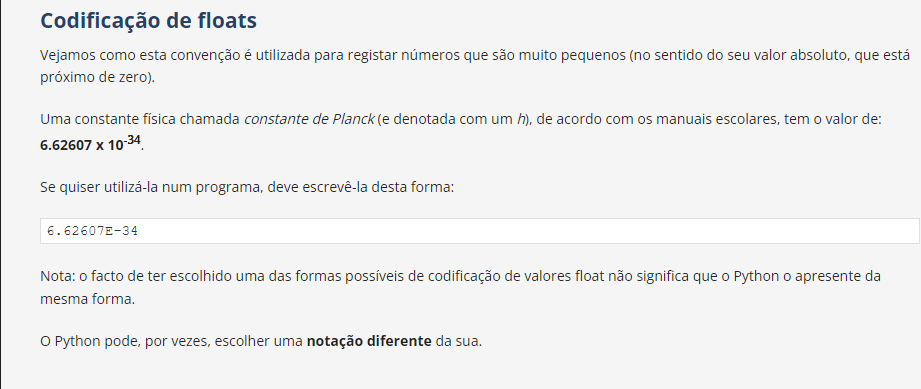 Codificação de floats
Vejamos como esta convenção é utilizada para registar números que são muito pequenos (no sentido do seu valor absoluto, que está
próximo de zero).
Uma constante física chamada constante de Planck (e denotada com um h), de acordo com os manuais escolares, tem o valor de:
6.62607 x 10-34.
Se quiser utilizá-la num programa, deve escrevê-la desta forma:
6.62607E-34
Nota: o facto de ter escolhido uma das formas possíveis de codificação de valores float não significa que o Python o apresente da
mesma forma.
O Python pode, por vezes, escolher uma notação diferente da sua.